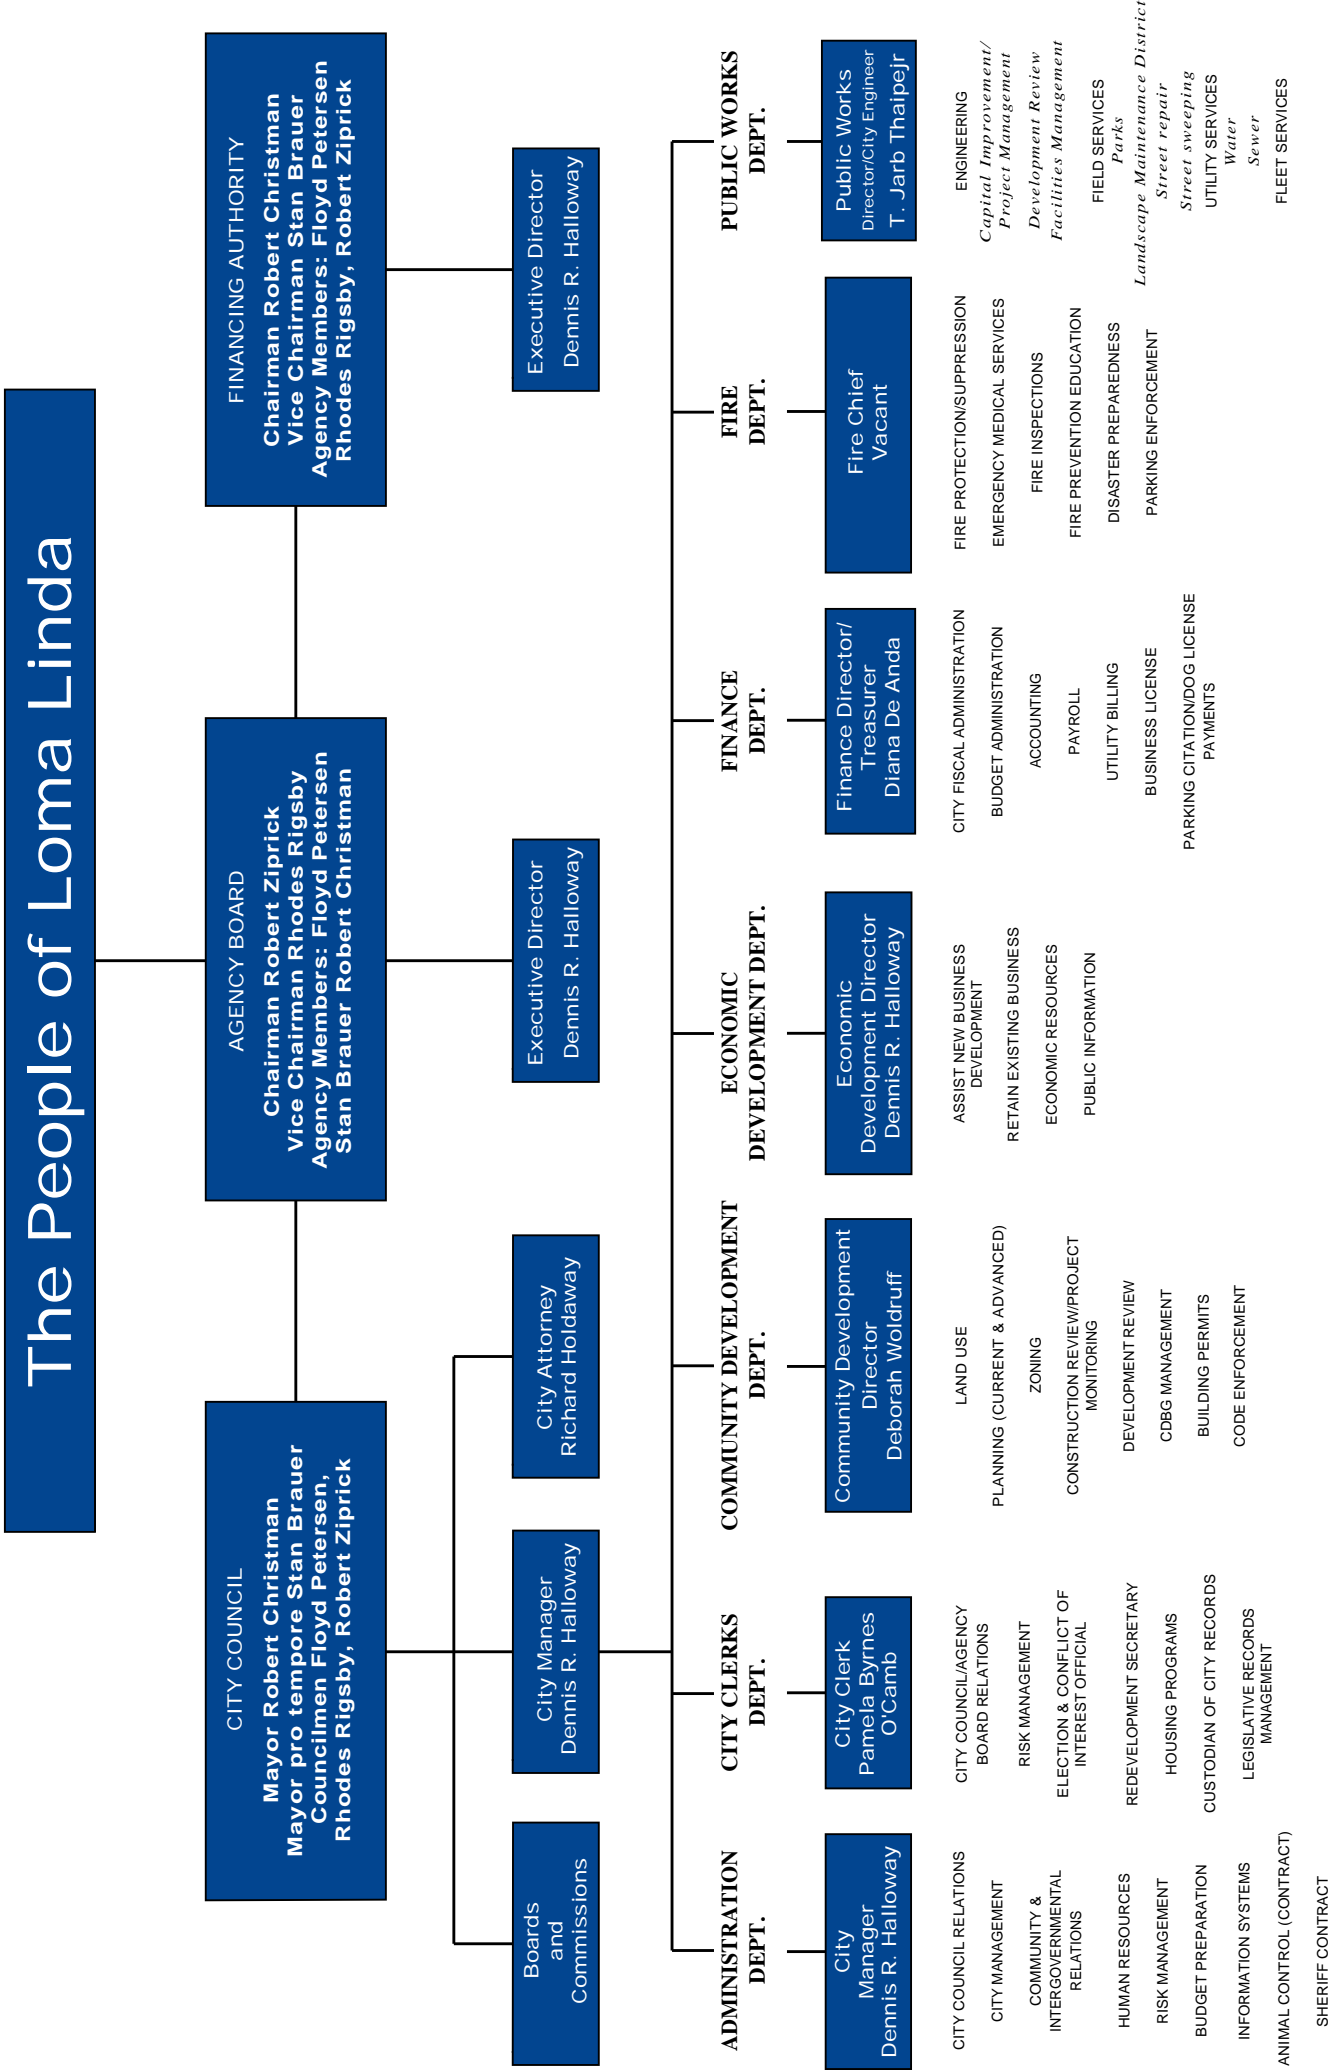 The People of Loma Linda
CITY COUNCIL
Mayor Robert Christman
Mayor pro tempore Stan Brauer
Councilmen Floyd Petersen,
Rhodes Rigsby, Robert Ziprick
AGENCY BOARD
Chairman Robert Ziprick
Vice Chairman Rhodes Rigsby
Agency Members: Floyd Petersen
Stan Brauer Robert Christman
FINANCING AUTHORITY
Chairman Robert Christman
Vice Chairman Stan Brauer
Agency Members: Floyd Petersen
Rhodes Rigsby, Robert Ziprick
Boards
and
Commissions
City Manager
Dennis R. Halloway
City Attorney
Richard Holdaway
Executive Director
Dennis R. Halloway
Executive Director
Dennis R. Halloway
ADMINISTRATION
DEPT.
City
Manager
Dennis R. Halloway
CITY COUNCIL RELATIONS
CITY MANAGEMENT
COMMUNITY &
INTERGOVERNMENTAL
RELATIONS
HUMAN RESOURCES
RISK MANAGEMENT
BUDGET PREPARATION
INFORMATION SYSTEMS
ANIMAL CONTROL (CONTRACT)
SHERIFF CONTRACT
CITY CLERKS
DEPT.
City Clerk
Pamela Byrnes
O'Camb
CITY COUNCIL/AGENCY
BOARD RELATIONS
RISK MANAGEMENT
ELECTION & CONFLICT OF
INTEREST OFFICIAL
REDEVELOPMENT SECRETARY
HOUSING PROGRAMS
CUSTODIAN OF CITY RECORDS
LEGISLATIVE RECORDS
MANAGEMENT
COMMUNITY DEVELOPMENT
DEPT.
Community Development
Director
Deborah Woldruff
LAND USE
PLANNING (CURRENT & ADVANCED)
ZONING
CONSTRUCTION REVIEW/PROJECT
MONITORING
DEVELOPMENT REVIEW
CDBG MANAGEMENT
BUILDING PERMITS
CODE ENFORCEMENT
ECONOMIC
DEVELOPMENT DEPT.
Economic
Development Director
Dennis R. Halloway
ASSIST NEW BUSINESS
DEVELOPMENT
RETAIN EXISTING BUSINESS
ECONOMIC RESOURCES
PUBLIC INFORMATION
FINANCE
DEPT.
Finance Director/
Treasurer
Diana De Anda
CITY FISCAL ADMINISTRATION
BUDGET ADMINISTRATION
ACCOUNTING
PAYROLL
UTILITY BILLING
BUSINESS LICENSE
PARKING CITATION/DOG LICENSE
PAYMENTS
FIRE
DEPT.
Fire Chief
Vacant
FIRE PROTECTION/SUPPRESSION
EMERGENCY MEDICAL SERVICES
FIRE INSPECTIONS
FIRE PREVENTION EDUCATION
DISASTER PREPAREDNESS
PARKING ENFORCEMENT
PUBLIC WORKS
DEPT.
Public Works
Director/City Engineer
T. Jarb Thaipejr
ENGINEERING
Capital Improvement/
Project Management
Development Review
Facilities Management
FIELD SERVICES
Parks
Landscape Maintenance District
Street repair
Street sweeping
UTILITY SERVICES
Water
Sewer
FLEET SERVICES